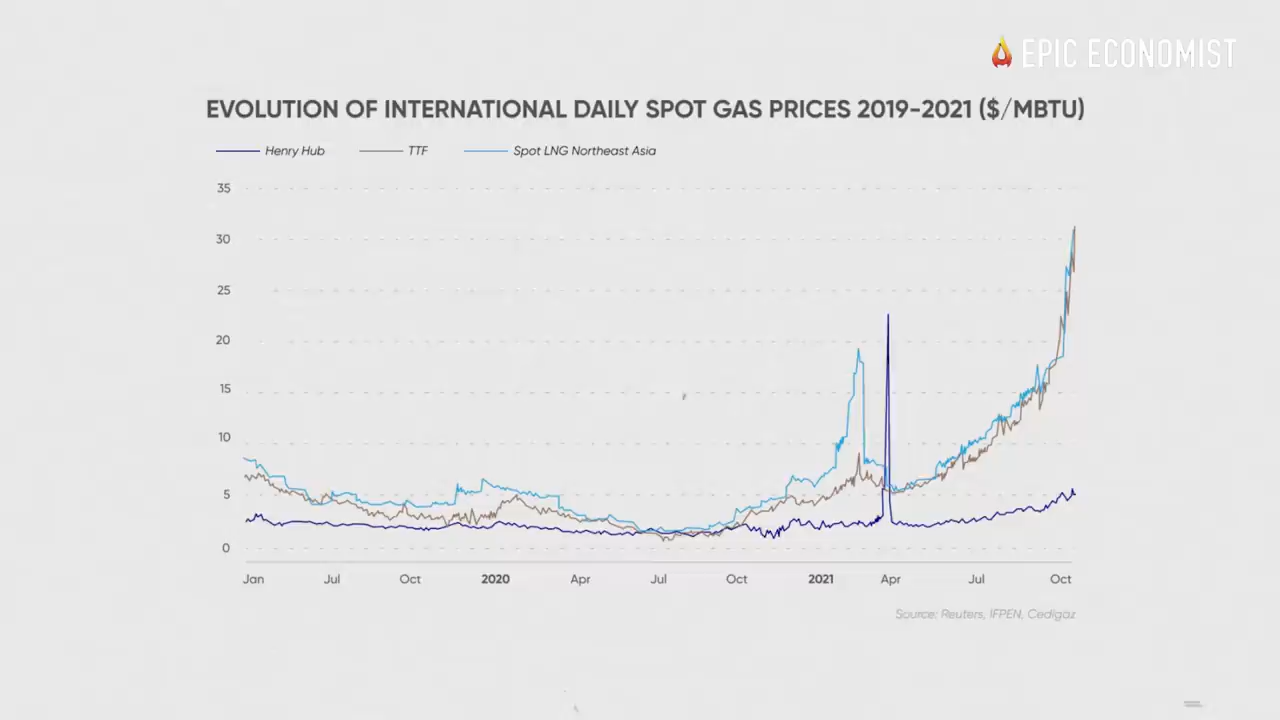 EPIC ECONOMIST
EVOLUTION OF INTERNATIONAL DAILY SPOT GAS PRICES 2019-2021 ($/MBTU)
Henry Hub TTF Spot LNG Northeast Asia
35
30
25
20
15
10
5
0
Jan Jul Oct 2020 Apr Jul Oct 2021 Apr Jul Oct
Source: Reuters, IFPEN, Cedigaz